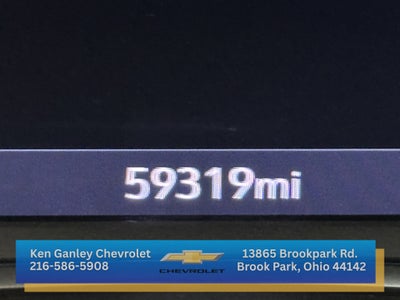 59319mi
Ken Ganley Chevrolet
216-586-5908
CHEVROLET
13865 Brookpark Rd.
Brook Park, Ohio 44142